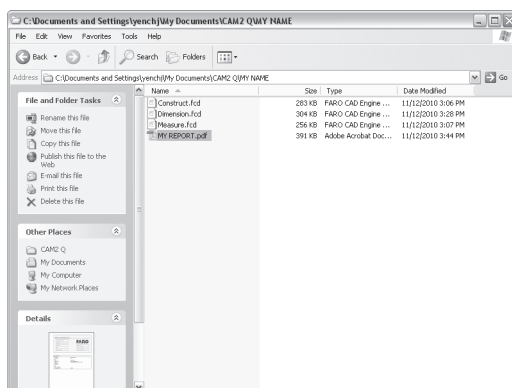 C:\Documents and Settings\yenchj\My Documents\CAM2 Q\MY NAME
File Edit View Favorites Tools Help
Back Search Folders
Address C:\Documents and Settings\yenchj\My Documents\CAM2 Q\MY NAME Go
File and Folder Tasks
Rename this file
Move this file
Copy this file
Publish this file to the
Web
E-mail this file
Print this file
Delete this file
Other Places
CAM2 Q
My Documents
My Computer
My Network Places
Details
FARO
Name Size Type Date Modified
Construct.fcd 283 KB FARO CAD Engine ... 11/12/2010 3:06 PM
Dimension.fcd 304 KB FARO CAD Engine ... 11/12/2010 3:28 PM
Measure.fcd 256 KB FARO CAD Engine ... 11/12/2010 3:07 PM
MY REPORT.pdf 391 KB Adobe Acrobat Doc... 11/12/2010 3:44 PM